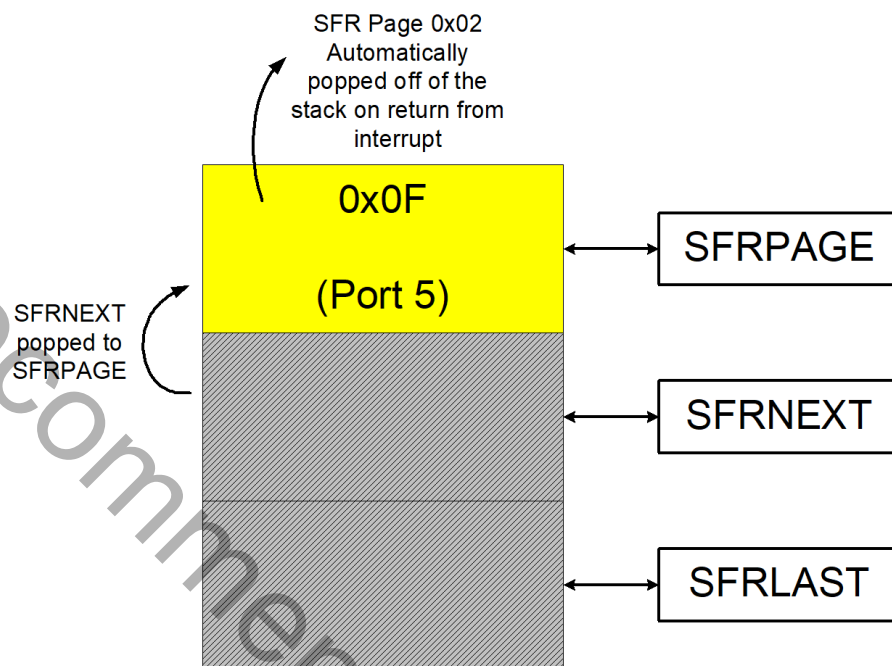 SFR Page 0x02
Automatically
popped off of the
stack on return from
interrupt
0x0F
(Port 5)
SFRPAGE
SFRNEXT
popped to
SFRPAGE
SFRNEXT
SFRLAST